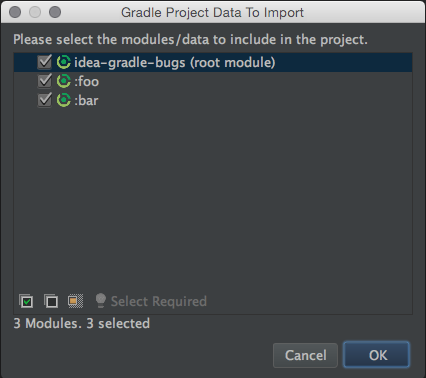 Gradle Project Data To Import
Please select the modules/data to include in the project.
idea-gradle-bugs (root module)
:foo
:bar
Select Required
3 Modules. 3 selected
Cancel
OK